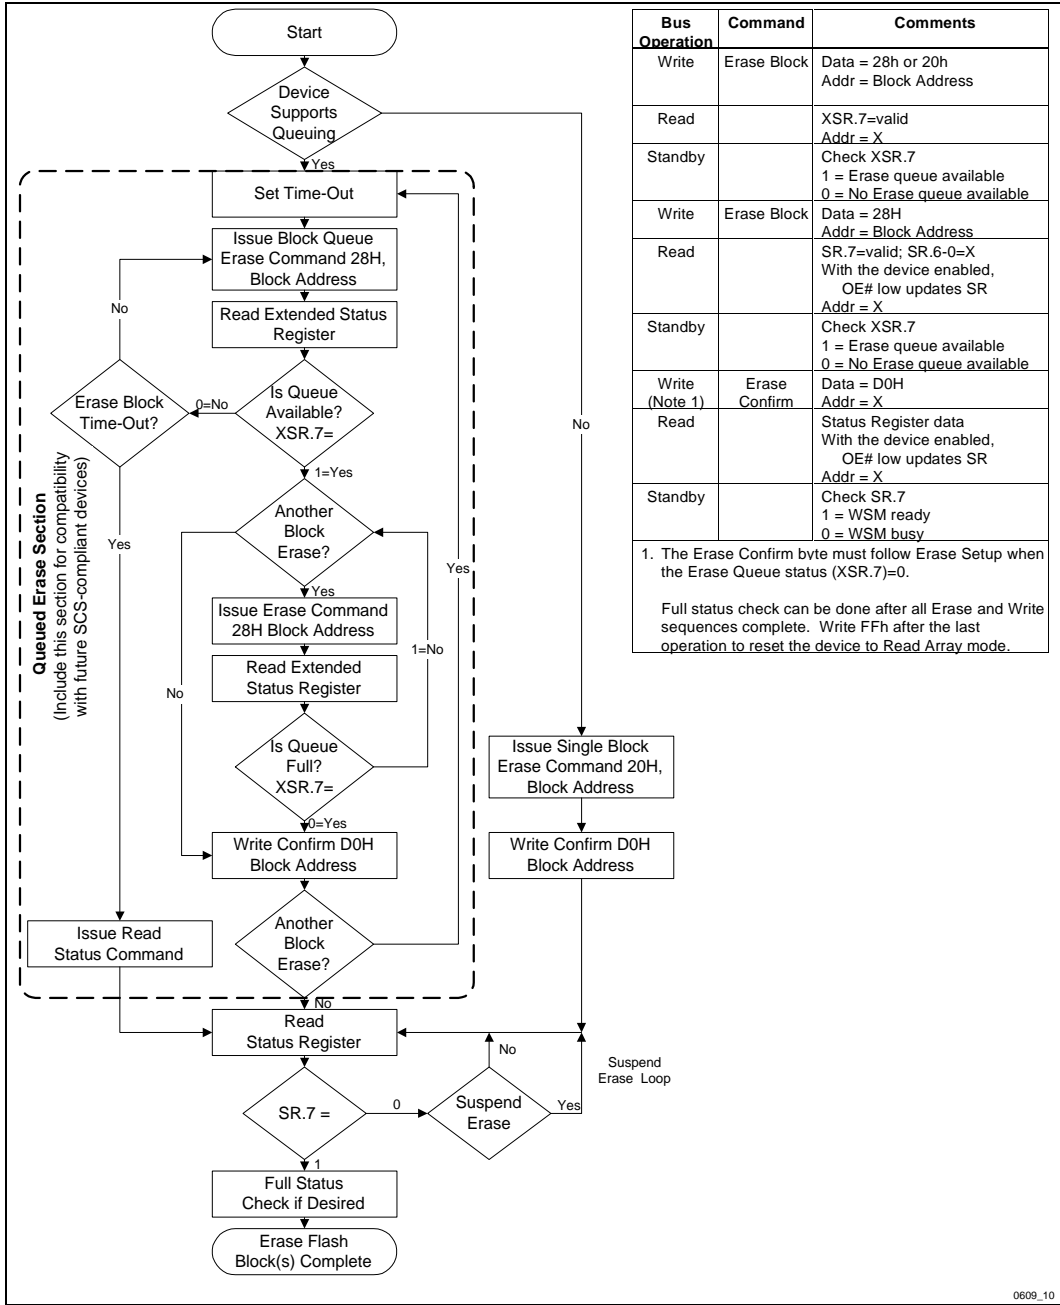 Start
Device
Supports
Queuing
Yes
Set Time-Out
Issue Block Queue
Erase Command 28H,
Block Address
No
Read Extended Status
Register
Erase Block
Time-Out?
0=No
Is Queue
Available?
XSR.7=
No
1=Yes
Queued Erase Section
(Include this section for compatibility
with future SCS-compliant devices)
Yes
Another
Block
Erase?
Yes
Yes
Issue Erase Command
28H Block Address
1=No
Read Extended
Status Register
No
Is Queue
Full?
XSR.7=
0=Yes
Write Confirm D0H
Block Address
Issue Single Block
Erase Command 20H,
Block Address
Write Confirm D0H
Block Address
Issue Read
Status Command
Another
Block
Erase?
No
Read
Status Register
No
Suspend
Erase Loop
SR.7 =
0
Suspend
Erase
Yes
1
Full Status
Check if Desired
Erase Flash
Block(s) Complete
Bus
Operation
Command
Comments
Write
Erase Block
Data = 28h or 20h
Addr = Block Address
Read
XSR.7=valid
Addr = X
Standby
Check XSR.7
1 = Erase queue available
0 = No Erase queue available
Write
Erase Block
Data = 28H
Addr = Block Address
Read
SR.7=valid; SR.6-0=X
With the device enabled,
OE# low updates SR
Addr = X
Standby
Check XSR.7
1 = Erase queue available
0 = No Erase queue available
Write
(Note 1)
Erase
Confirm
Data = D0H
Addr = X
Read
Status Register data
With the device enabled,
OE# low updates SR
Addr = X
Standby
Check SR.7
1 = WSM ready
0 = WSM busy
1. The Erase Confirm byte must follow Erase Setup when
the Erase Queue status (XSR.7)=0.
Full status check can be done after all Erase and Write
sequences complete. Write FFh after the last
operation to reset the device to Read Array mode.
0609_10